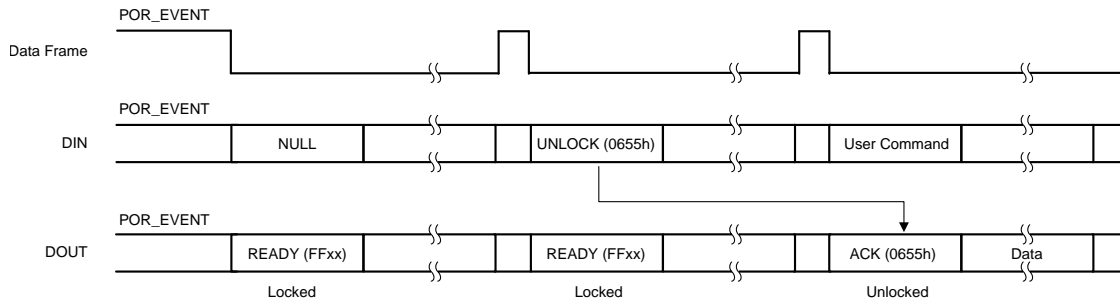 POR_EVENT
Data Frame
POR_EVENT
DIN
NULL
UNLOCK (0655h)
User Command
POR_EVENT
DOUT
READY (FFxx)
READY (FFxx)
ACK (0655h)
Data
Locked
Locked
Unlocked